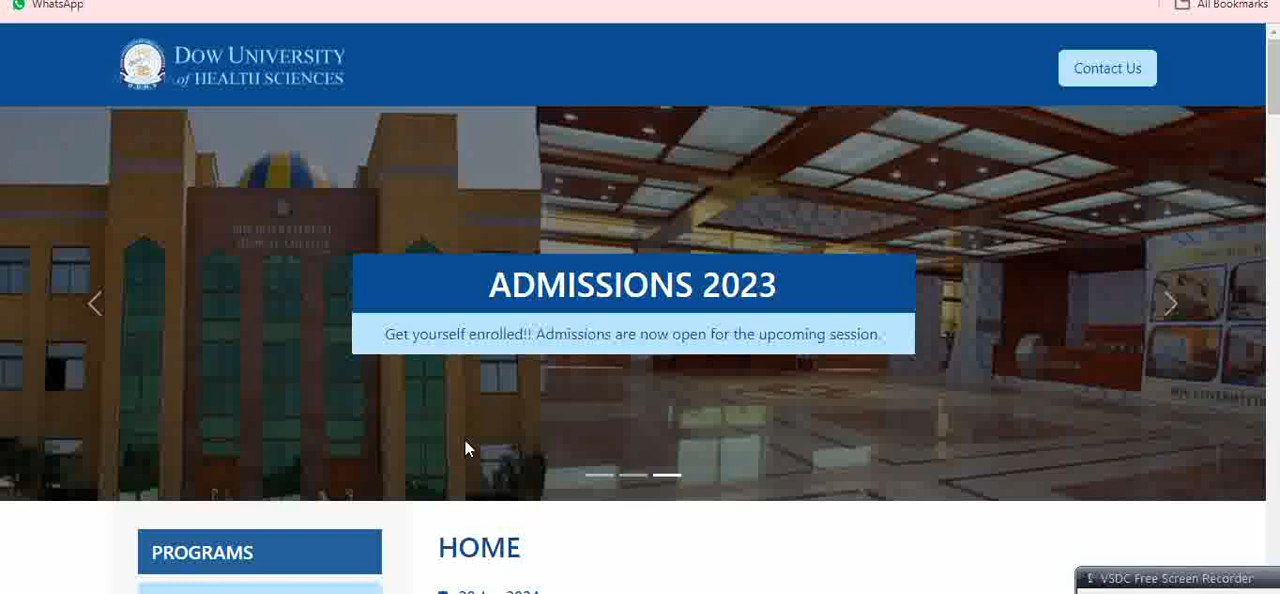 WhatsApp
All Bookmarks
DOW UNIVERSITY
of HEALTH SCIENCES
Contact Us
ADMISSIONS 2023
Get yourself enrolled!! Admissions are now open for the upcoming session
PROGRAMS
HOME
VSDC Free Screen Recorder